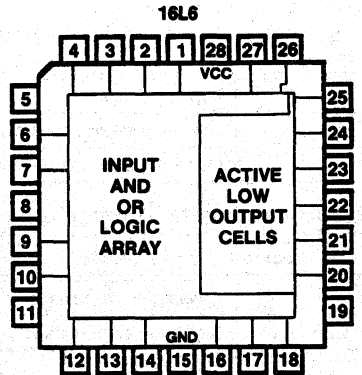 16L6
4 3 2 1 28 27 26
VCC
5 25
6 24
7 23
8 22
9 21
10 20
11 19
INPUT
AND
OR
LOGIC
ARRAY
ACTIVE
LOW
OUTPUT
CELLS
GND
12 13 14 15 16 17 18